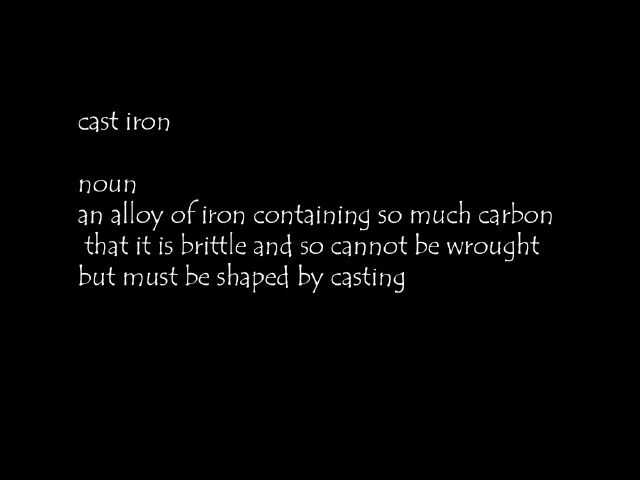 cast iron
noun
an alloy of iron containing so much carbon
that it is brittle and so cannot be wrought
but must be shaped by casting